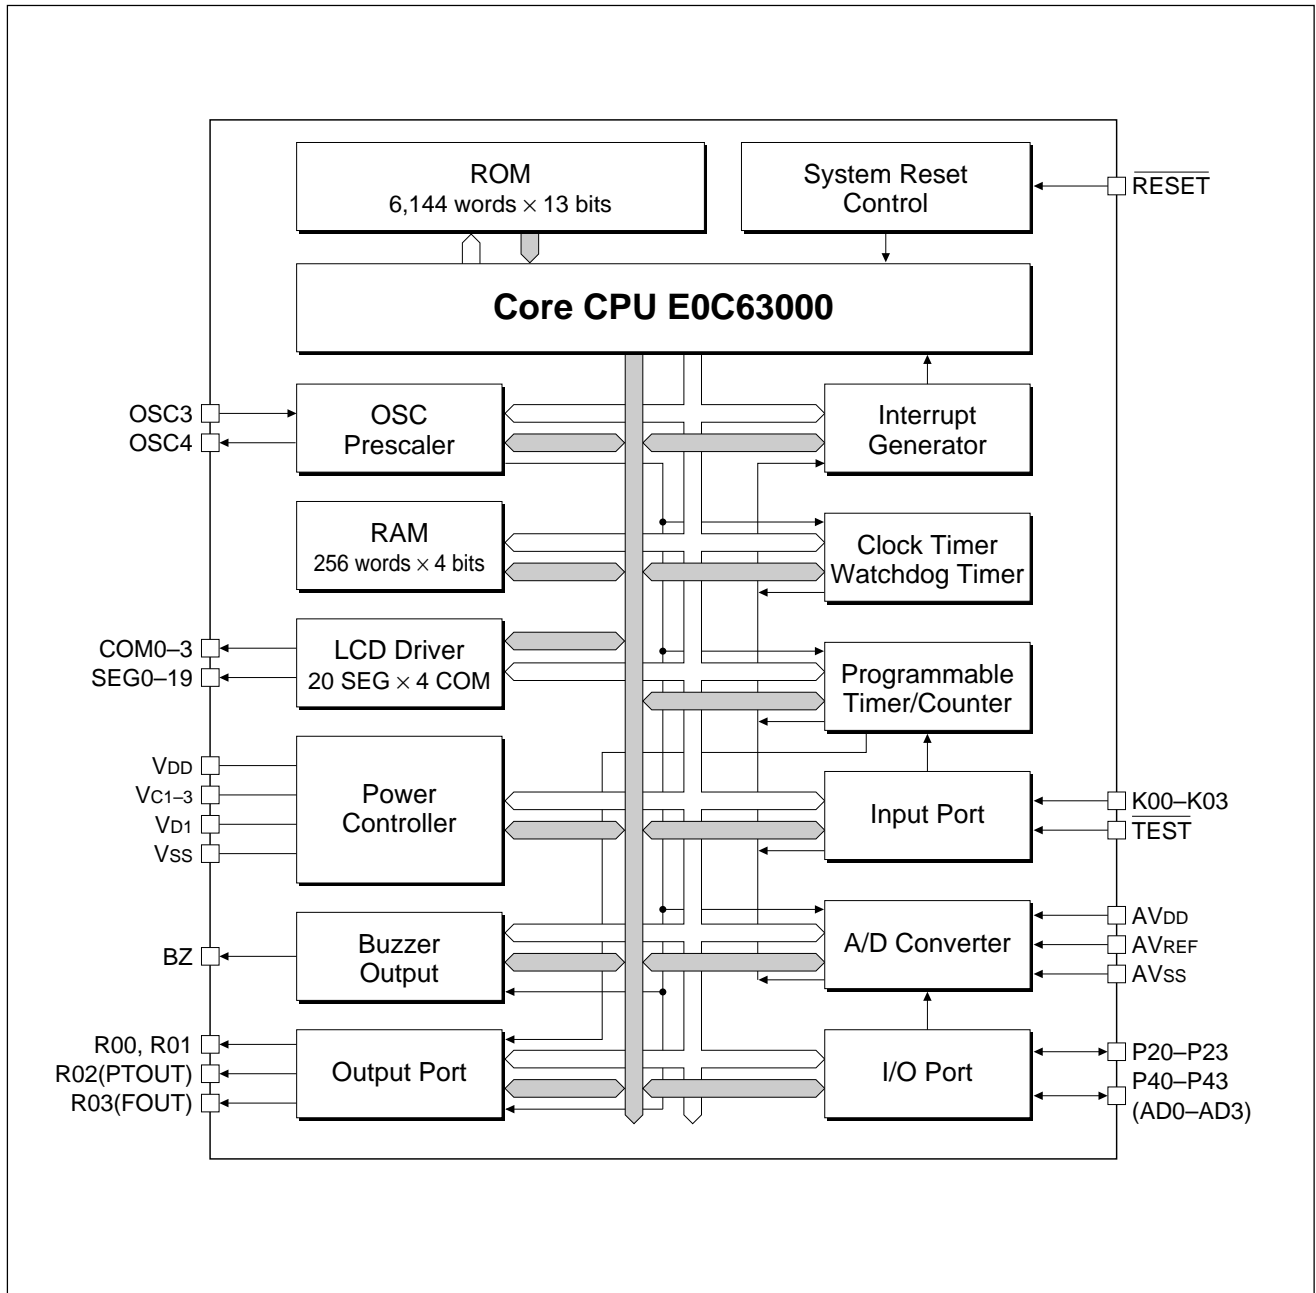 ROM
6,144 words × 13 bits
System Reset
Control
RESET
Core CPU E0C63000
OSC3
OSC4
OSC
Prescaler
Interrupt
Generator
RAM
256 words × 4 bits
Clock Timer
Watchdog Timer
COM0–3
SEG0–19
LCD Driver
20 SEG × 4 COM
Programmable
Timer/Counter
VDD
VC1–3
VD1
VSS
Power
Controller
Input Port
K00–K03
TEST
BZ
Buzzer
Output
A/D Converter
AVDD
AVREF
AVSS
R00, R01
R02(PTOUT)
R03(FOUT)
Output Port
I/O Port
P20–P23
P40–P43
(AD0–AD3)